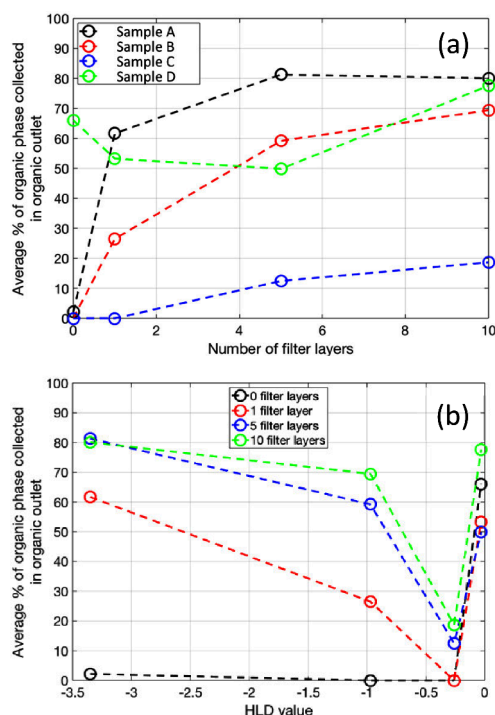 (a)
Sample A
Sample B
Sample C
Sample D
100
90
80
70
60
50
40
30
20
10
0
0 2 4 6 8 10
Number of filter layers
Average % of organic phase collected
in organic outlet
(b)
0 filter layers
1 filter layer
5 filter layers
10 filter layers
100
90
80
70
60
50
40
30
20
10
0
-3.5 -3 -2.5 -2 -1.5 -1 -0.5 0
HLD value
Average % of organic phase collected
in organic outlet